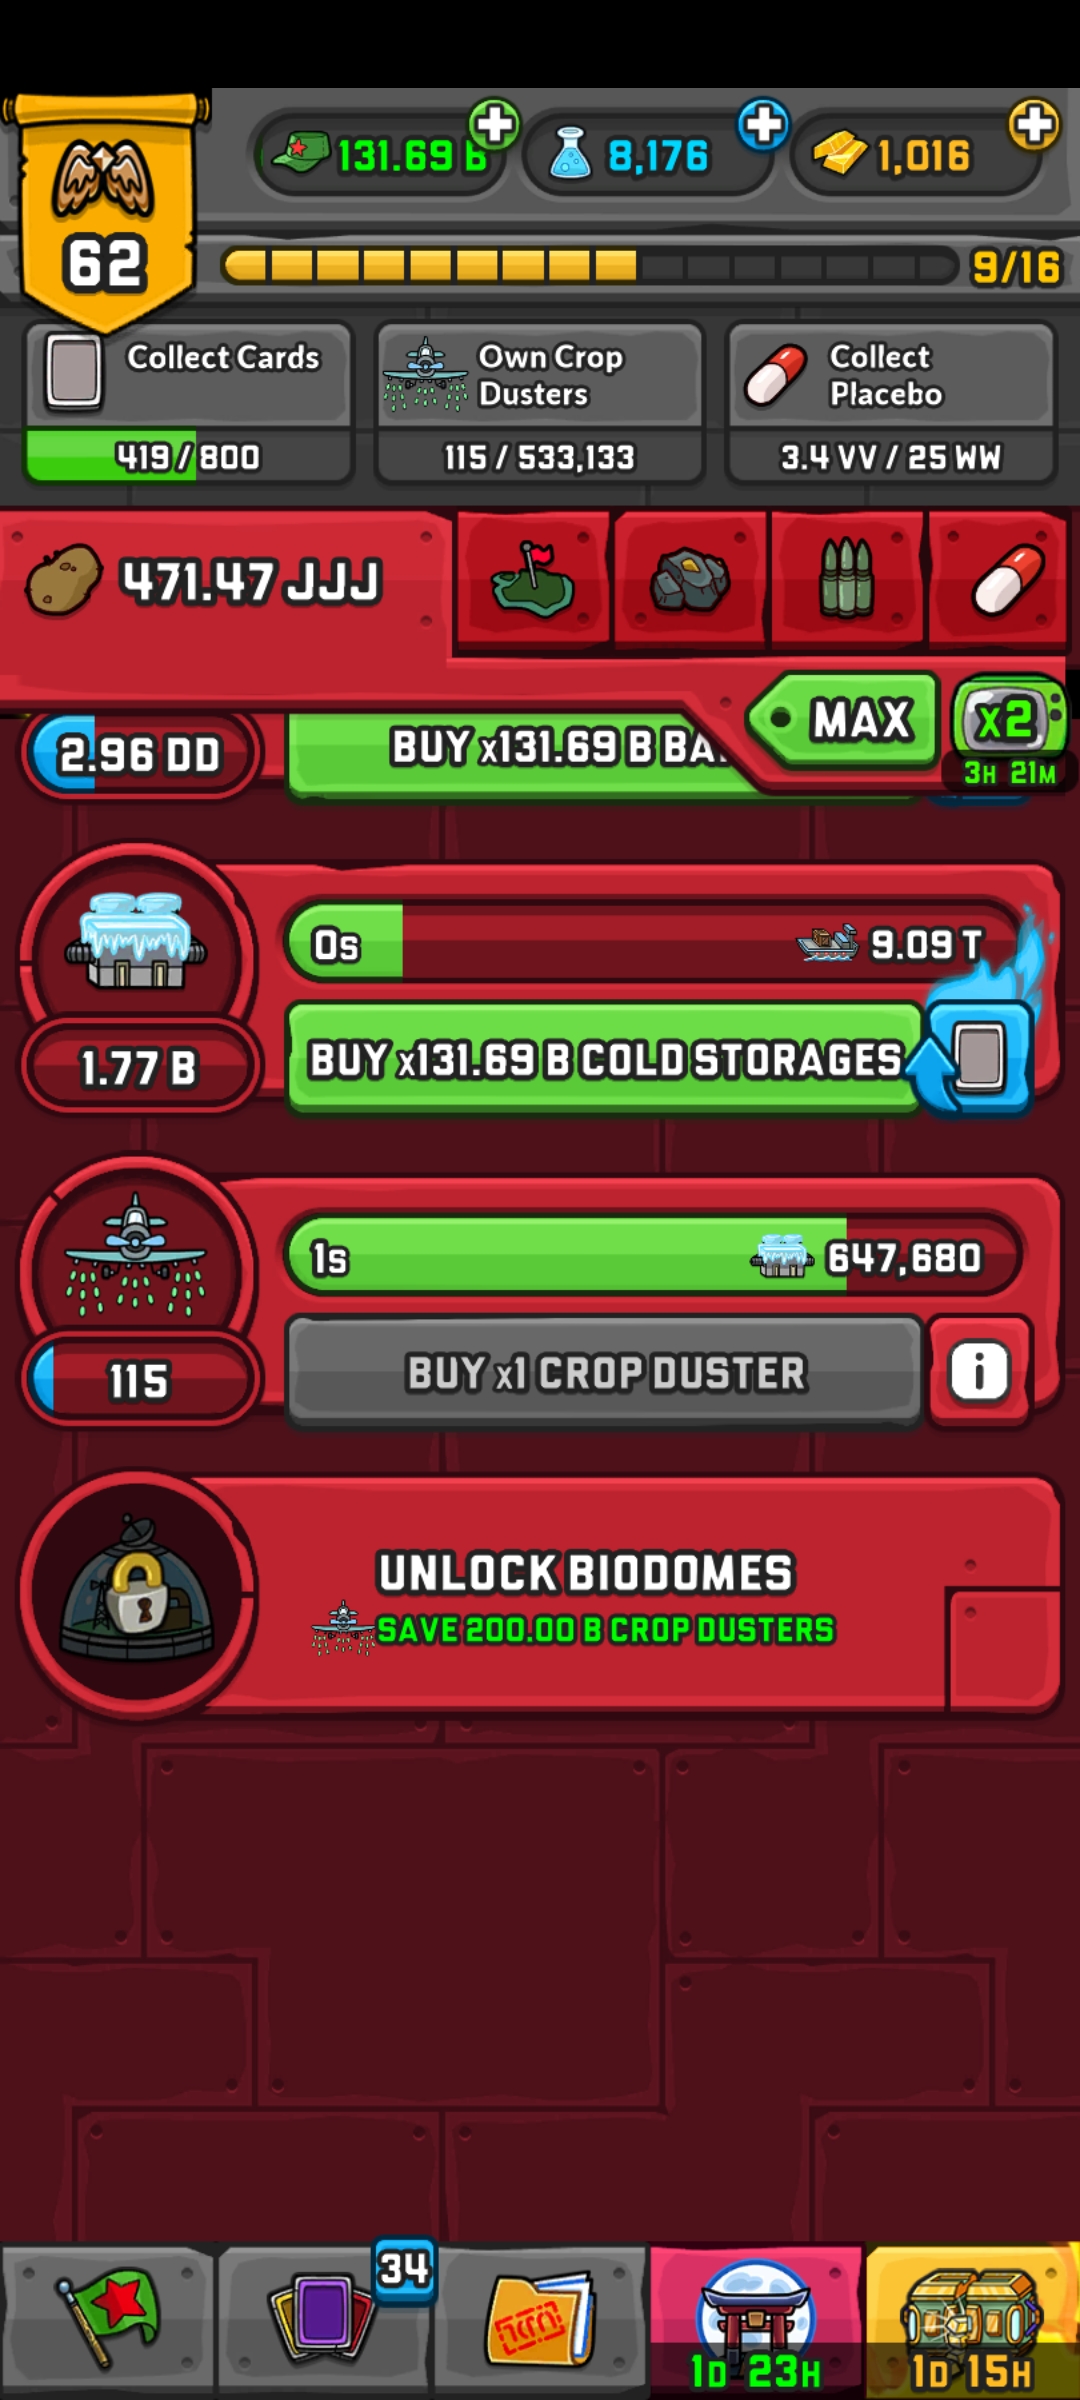 62
131.69 B
8,176
1,016
9/16
Collect Cards
419 / 800
Own Crop
Dusters
115 / 533,133
Collect
Placebo
3.4 VV / 25 WW
471.47 JJJ
MAX
x2
3H 21M
2.96 DD
BUY x131.69 B BA
0s
9.09 T
1.77 B
BUY x131.69 B COLD STORAGES
1s
647,680
115
BUY x1 CROP DUSTER
i
UNLOCK BIODOMES
SAVE 200.00 B CROP DUSTERS
34
1D 23H
1D 15H